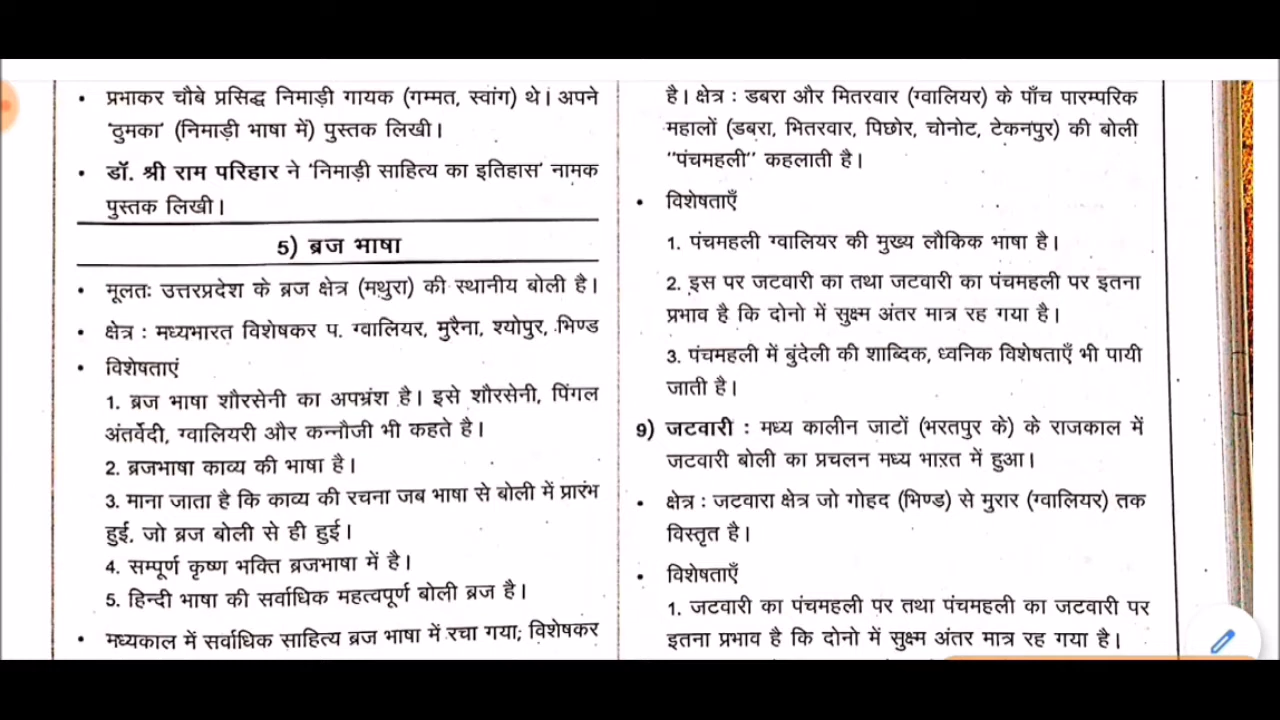 • प्रभाकर चौबे प्रसिद्ध निमाड़ी गायक (गम्मत, स्वांग) थे। अपने
'ठुमका' (निमाड़ी भाषा में) पुस्तक लिखी।
• डॉ. श्री राम परिहार ने 'निमाड़ी साहित्य का इतिहास' नामक
पुस्तक लिखी।
5) ब्रज भाषा
• मूलतः उत्तरप्रदेश के ब्रज क्षेत्र (मथुरा) की स्थानीय बोली है।
• क्षेत्र : मध्यभारत विशेषकर प. ग्वालियर, मुरैना, श्योपुर, भिण्ड
• विशेषताएं
1. ब्रज भाषा शौरसेनी का अपभ्रंश है। इसे शौरसेनी, पिंगल
अंतर्वेदी, ग्वालियरी और कन्नौजी भी कहते है।
2. ब्रजभाषा काव्य की भाषा है।
3. माना जाता है कि काव्य की रचना जब भाषा से बोली में प्रारंभ
हुई, जो ब्रज बोली से ही हुई।
4. सम्पूर्ण कृष्ण भक्ति ब्रजभाषा में है।
5. हिन्दी भाषा की सर्वाधिक महत्वपूर्ण बोली ब्रज है।
• मध्यकाल में सर्वाधिक साहित्य ब्रज भाषा में रचा गया; विशेषकर
है। क्षेत्र : डबरा और मितरवार (ग्वालियर) के पाँच पारम्परिक
महालों (डबरा, भितरवार, पिछोर, चोनोट, टेकनपुर) की बोली
"पंचमहली" कहलाती है।
• विशेषताएँ
1. पंचमहली ग्वालियर की मुख्य लौकिक भाषा है।
2. इस पर जटवारी का तथा जटवारी का पंचमहली पर इतना
प्रभाव है कि दोनो में सुक्ष्म अंतर मात्र रह गया है।
3. पंचमहली में बुंदेली की शाब्दिक, ध्वनिक विशेषताएँ भी पायी
जाती है।
9) जटवारी : मध्य कालीन जाटों (भरतपुर के) के राजकाल में
जटवारी बोली का प्रचलन मध्य भारत में हुआ।
• क्षेत्र : जटवारा क्षेत्र जो गोहद (भिण्ड) से मुरार (ग्वालियर) तक
विस्तृत है।
• विशेषताएँ
1. जटवारी का पंचमहली पर तथा पंचमहली का जटवारी पर
इतना प्रभाव है कि दोनो में सुक्ष्म अंतर मात्र रह गया है।